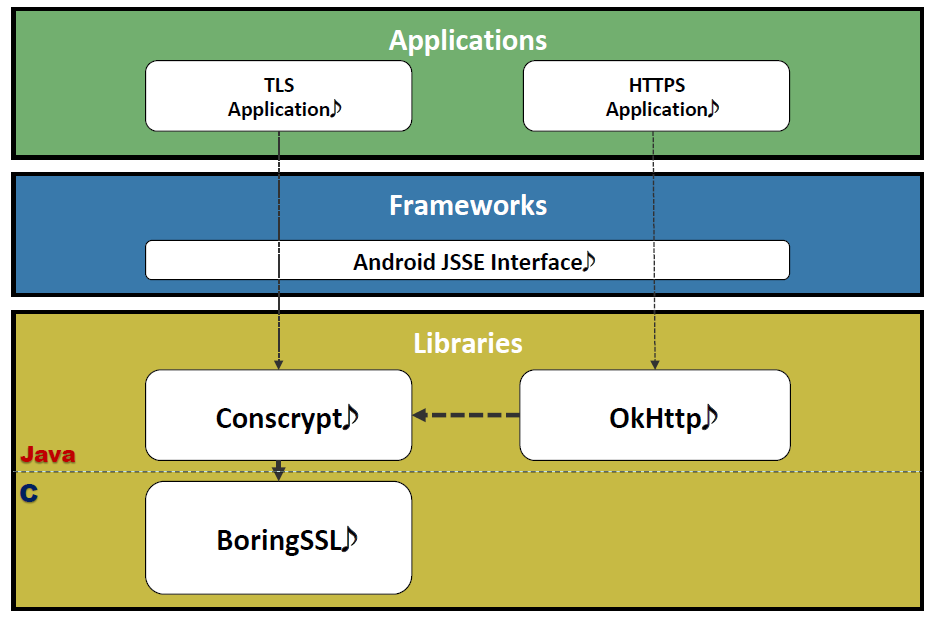 Applications
TLS
Application♪
HTTPS
Application♪
Frameworks
Android JSSE Interface♪
Libraries
Conscrypt♪
OkHttp♪
Java
C
BoringSSL♪